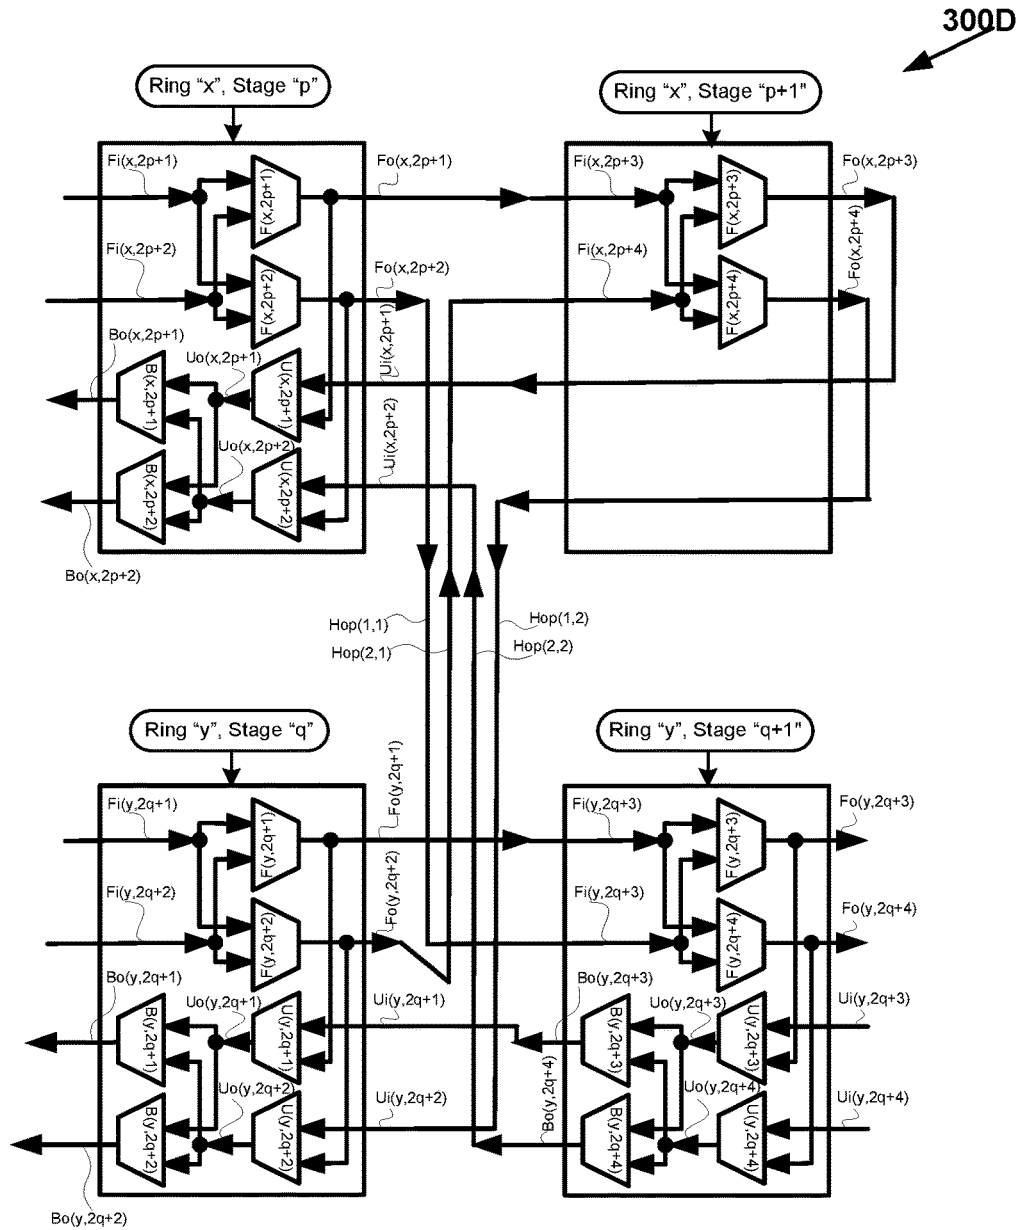 300D
Ring “x”, Stage “p”
Ring “x”, Stage “p+1"
Fi(x,2p+1)
Fo(x,2p+1)
Fi(x,2p+3)
Fo(x,2p+3)
F(x,2p+1)
F(x,2p+3)
Fi(x,2p+2)
Fo(x,2p+2)
Fi(x,2p+4)
Fo(x,2p+4)
F(x,2p+2)
F(x,2p+4)
Bo(x,2p+1)
Uo(x,2p+1)
Ui(x,2p+1)
B(x,2p+1)
U(x,2p+1)
Uo(x,2p+2)
Ui(x,2p+2)
B(x,2p+2)
U(x,2p+2)
Bo(x,2p+2)
Hop(1,1)
Hop(1,2)
Hop(2,1)
Hop(2,2)
Ring “y”, Stage “q”
Ring “y”, Stage “q+1"
Fi(y,2q+1)
Fo(y,2q+1)
Fi(y,2q+3)
Fo(y,2q+3)
F(y,2q+1)
F(y,2q+3)
Fi(y,2q+2)
Fo(y,2q+2)
Fi(y,2q+3)
Fo(y,2q+4)
F(y,2q+2)
F(y,2q+4)
Bo(y,2q+1)
Uo(y,2q+1)
Ui(y,2q+1)
Bo(y,2q+3)
Uo(y,2q+3)
Ui(y,2q+3)
B(y,2q+1)
U(y,2q+1)
B(y,2q+3)
U(y,2q+3)
Uo(y,2q+2)
Ui(y,2q+2)
Bo(y,2q+4)
Uo(y,2q+4)
Ui(y,2q+4)
B(y,2q+2)
U(y,2q+2)
B(y,2q+4)
U(y,2q+4)
Bo(y,2q+2)